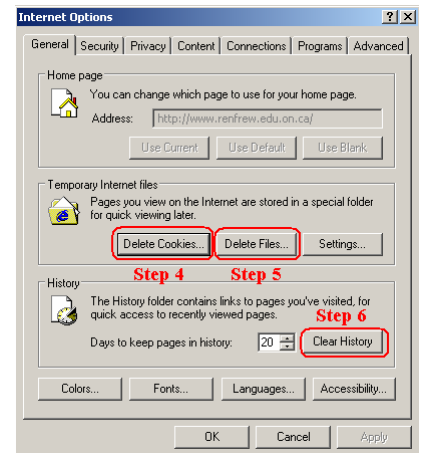 Internet Options
General Security Privacy Content Connections Programs Advanced
Home page
You can change which page to use for your home page.
Address: http://www.renfrew.edu.on.ca/
Use Current Use Default Use Blank
Temporary Internet files
Pages you view on the Internet are stored in a special folder
for quick viewing later.
Delete Cookies... Delete Files... Settings...
Step 4 Step 5
History
The History folder contains links to pages you've visited, for
quick access to recently viewed pages.
Step 6
Days to keep pages in history: 20 Clear History
Colors... Fonts... Languages... Accessibility...
OK Cancel Apply